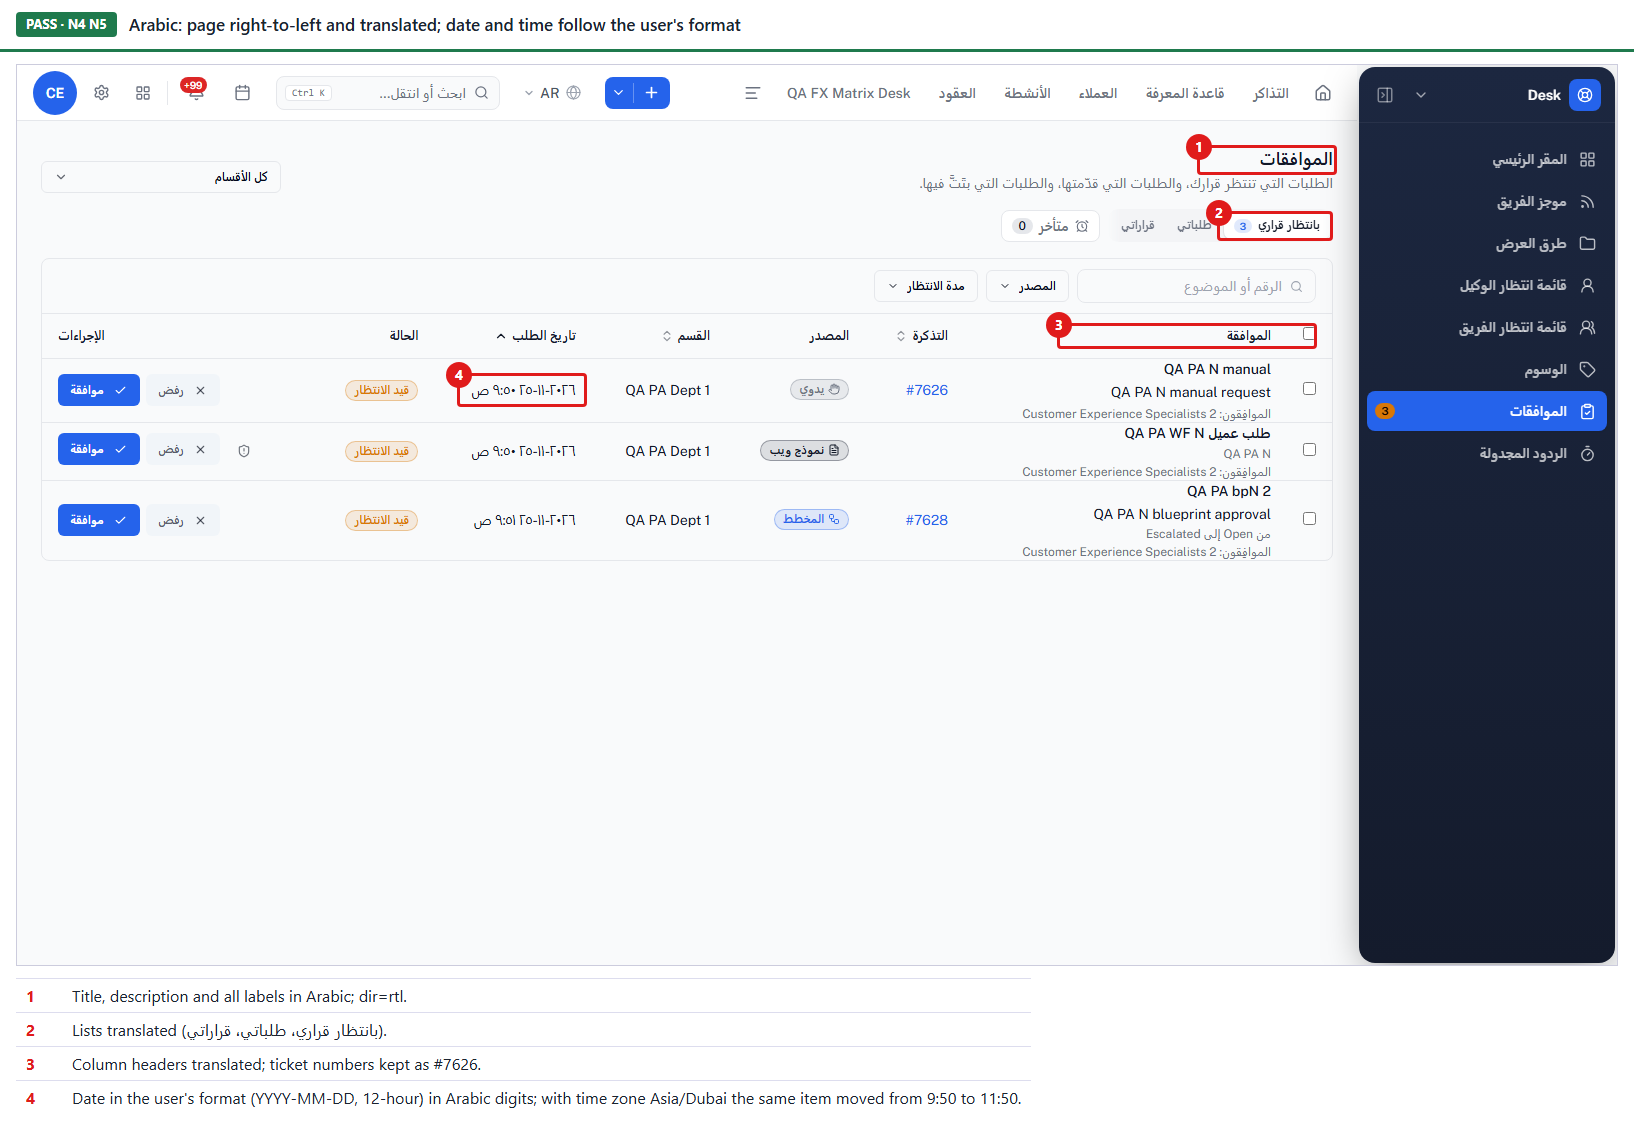 PASS · N4 N5 Arabic: page right-to-left and translated; date and time follow the user's format
Desk
التذاكر قاعدة المعرفة العملاء الأنشطة العقود QA FX Matrix Desk
AR
ابحث أو انتقل... Ctrl K
+99
CE
المقر الرئيسي
موجز الفريق
طرق العرض
قائمة انتظار الوكيل
قائمة انتظار الفريق
الوسوم
الموافقات 3
الردود المجدولة
1
الموافقات
الطلبات التي تنتظر قرارك، والطلبات التي قدّمتها، والطلبات التي بتَتَّ فيها.
كل الأقسام
2
بانتظار قراري 3 طلباتي قراراتي متأخر 0
الرقم أو الموضوع المصدر مدة الانتظار
3
الموافقة التذكرة المصدر القسم تاريخ الطلب الحالة الإجراءات
4
QA PA N manual
QA PA N manual request
الموافِقون: Customer Experience Specialists 2
#7626 يدوي QA PA Dept 1 ٢٠٢٦-١١-٢٥ ٩:٥٠ ص قيد الانتظار رفض موافقة
طلب عميل QA PA WF N
QA PA N
الموافِقون: Customer Experience Specialists 2
نموذج ويب QA PA Dept 1 ٢٠٢٦-١١-٢٥ ٩:٥٠ ص قيد الانتظار رفض موافقة
QA PA bpN 2
QA PA N blueprint approval
من Open إلى Escalated
الموافِقون: Customer Experience Specialists 2
#7628 المخطط QA PA Dept 1 ٢٠٢٦-١١-٢٥ ٩:٥١ ص قيد الانتظار رفض موافقة
1 Title, description and all labels in Arabic; dir=rtl.
2 Lists translated (بانتظار قراري، طلباتي، قراراتي).
3 Column headers translated; ticket numbers kept as #7626.
4 Date in the user's format (YYYY-MM-DD, 12-hour) in Arabic digits; with time zone Asia/Dubai the same item moved from 9:50 to 11:50.